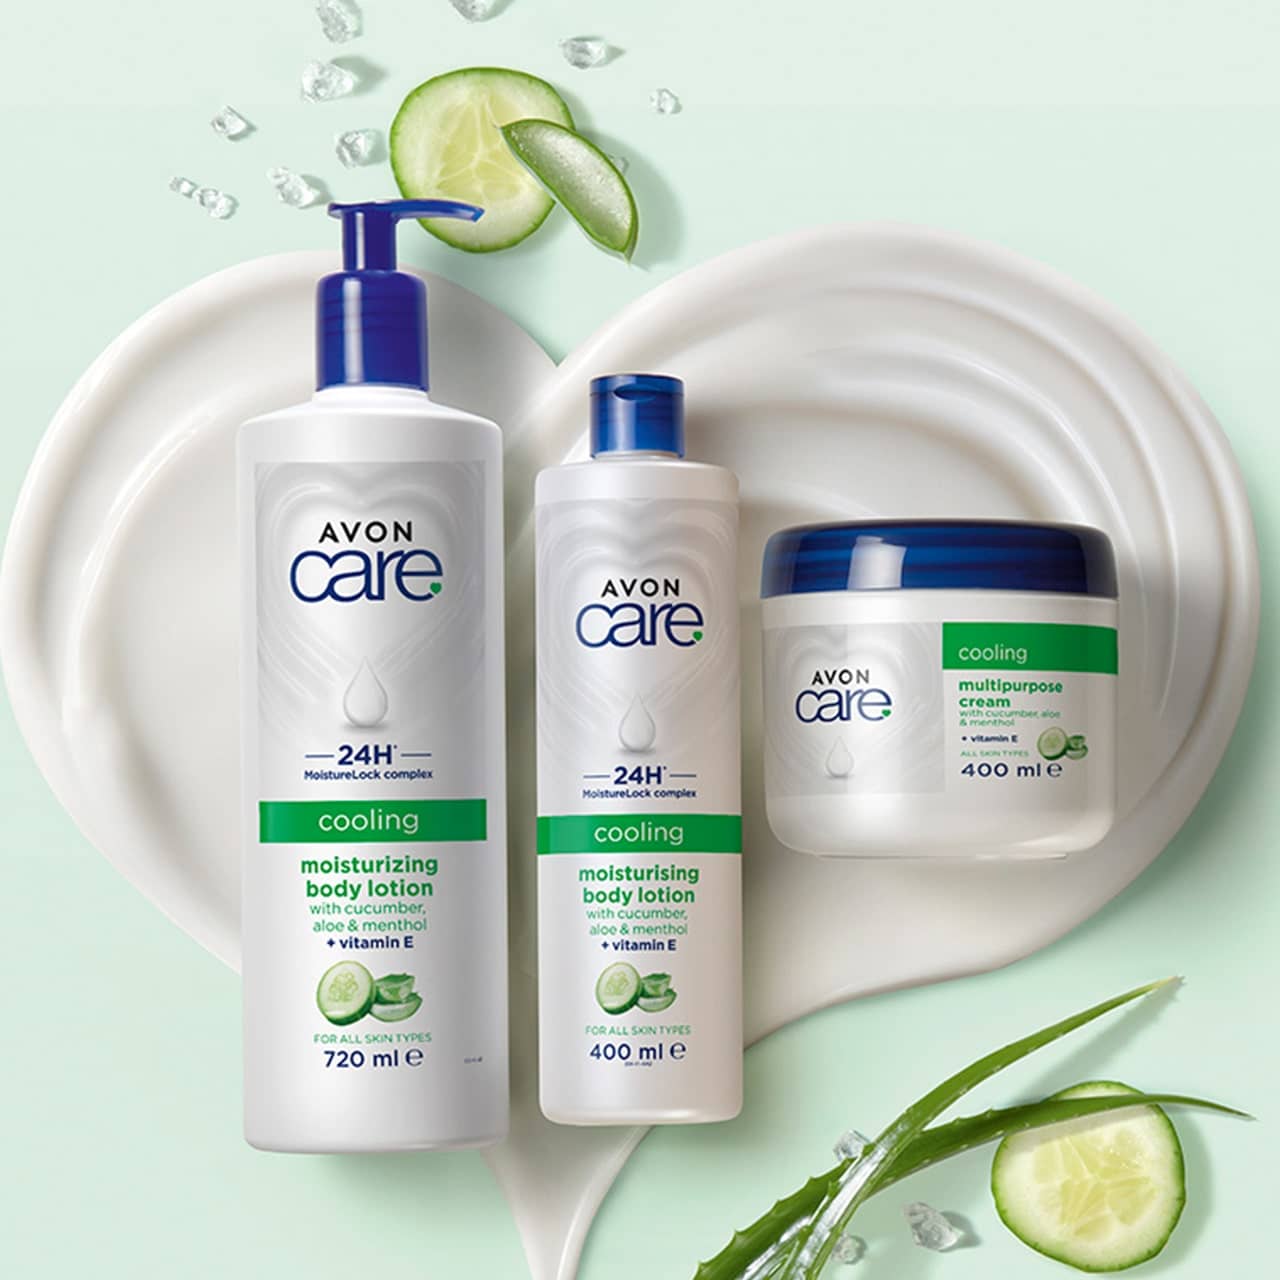 AVON
care
24H*
MoistureLock complex
cooling
moisturizing
body lotion
with cucumber,
aloe & menthol
+ vitamin E
FOR ALL SKIN TYPES
720 ml e
AVON
care
24H*
MoistureLock complex
cooling
moisturising
body lotion
with cucumber,
aloe & menthol
+ vitamin E
FOR ALL SKIN TYPES
400 ml e
AVON
care
cooling
multipurpose
cream
with cucumber, aloe
& menthol
+ vitamin E
ALL SKIN TYPES
400 ml e